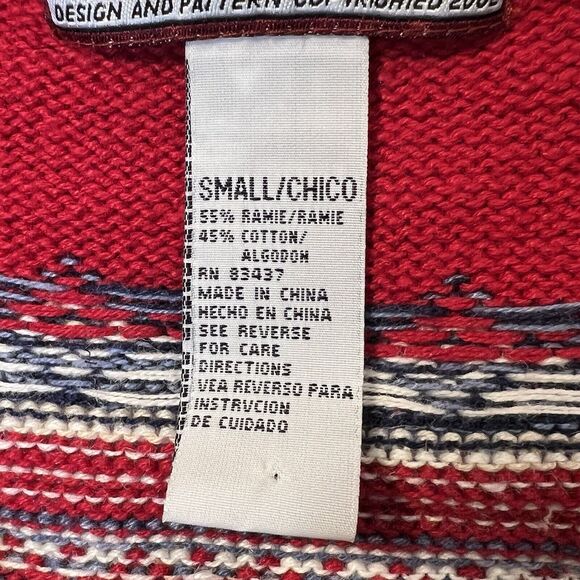 DESIGN AND PATTERN COPYRIGHTED
SMALL/CHICO
55% RAMIE/RAMIE
45% COTTON/
ALGODON
RN 83437
MADE IN CHINA
HECHO EN CHINA
SEE REVERSE
FOR CARE
DIRECTIONS
VEA REVERSO PARA
INSTRVCION
DE CUIDADO